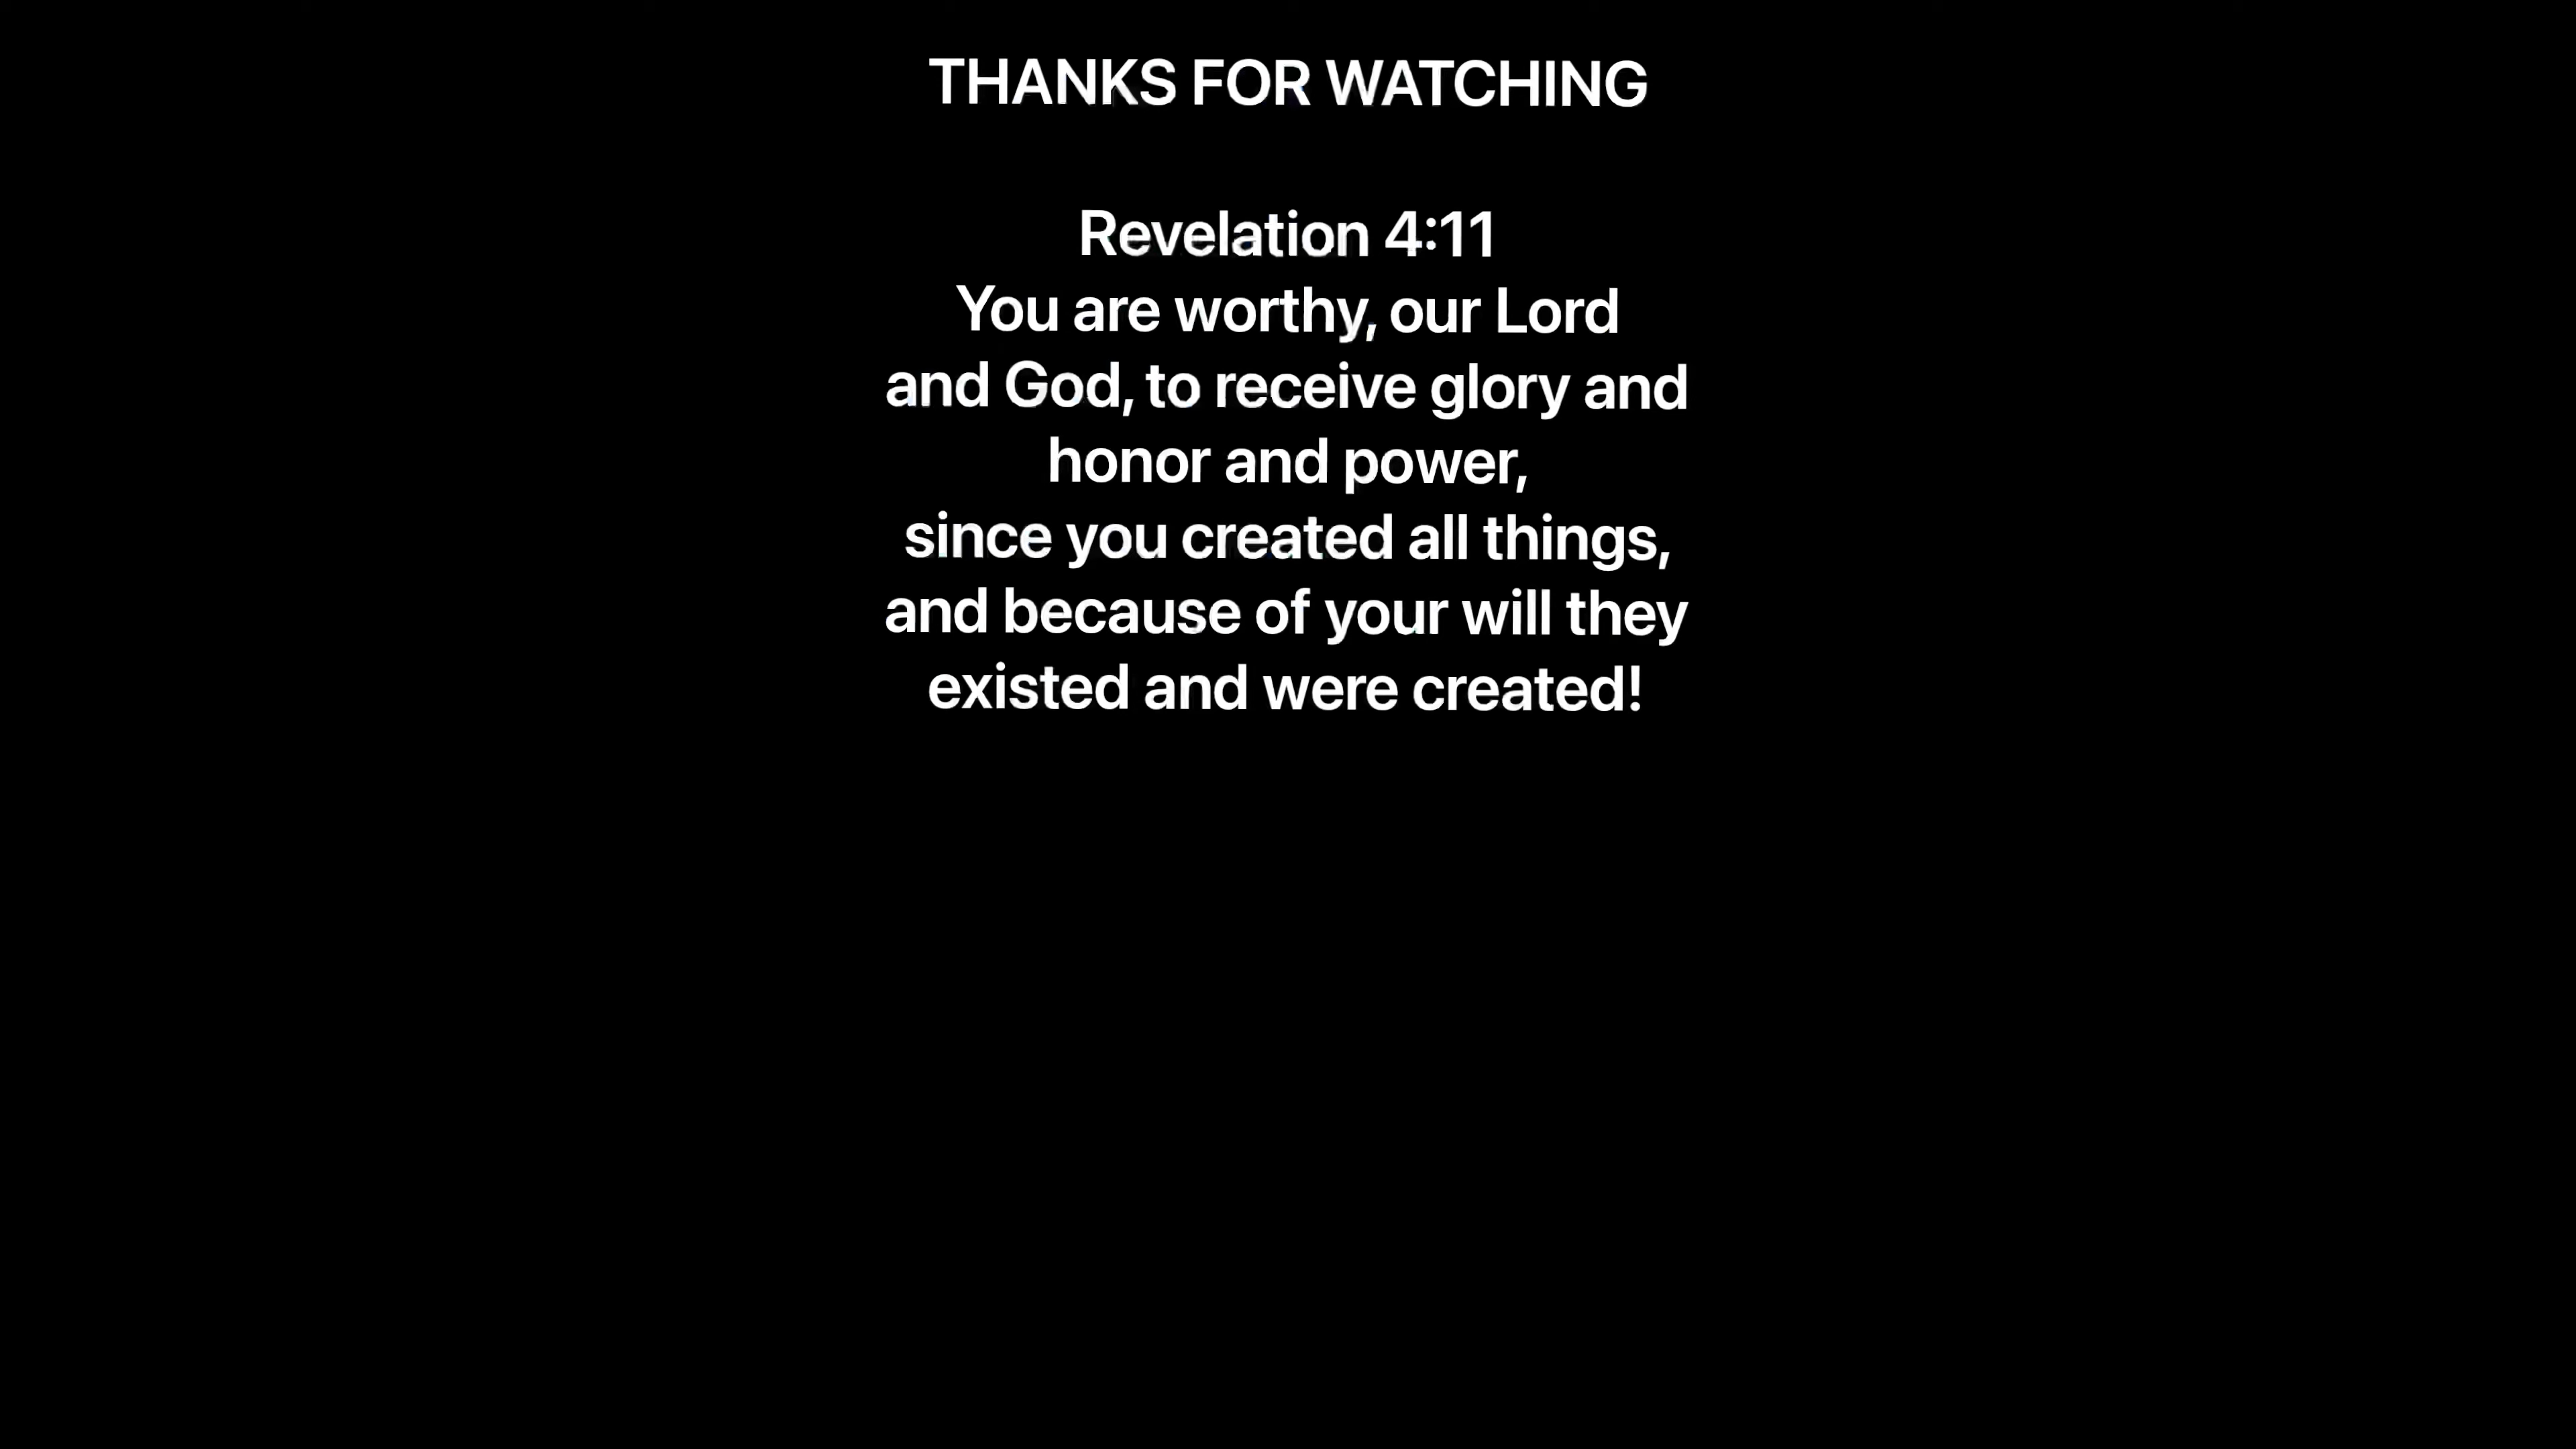 THANKS FOR WATCHING
Revelation 4:11
You are worthy, our Lord
and God, to receive glory and
honor and power,
since you created all things,
and because of your will they
existed and were created!